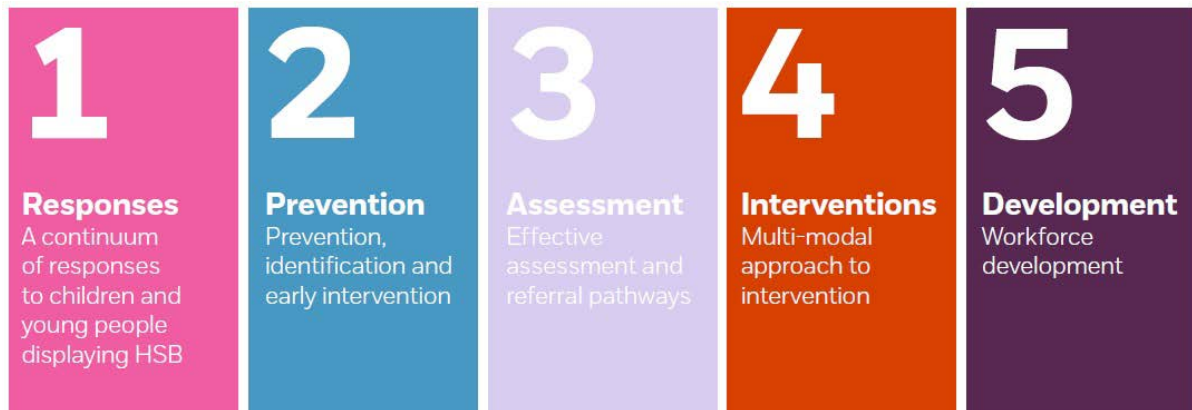 1
Responses
A continuum
of responses
to children and
young people
displaying HSB
2
Prevention
Prevention,
identification and
early intervention
3
Assessment
Effective
assessment and
referral pathways
4
Interventions
Multi-modal
approach to
intervention
5
Development
Workforce
development